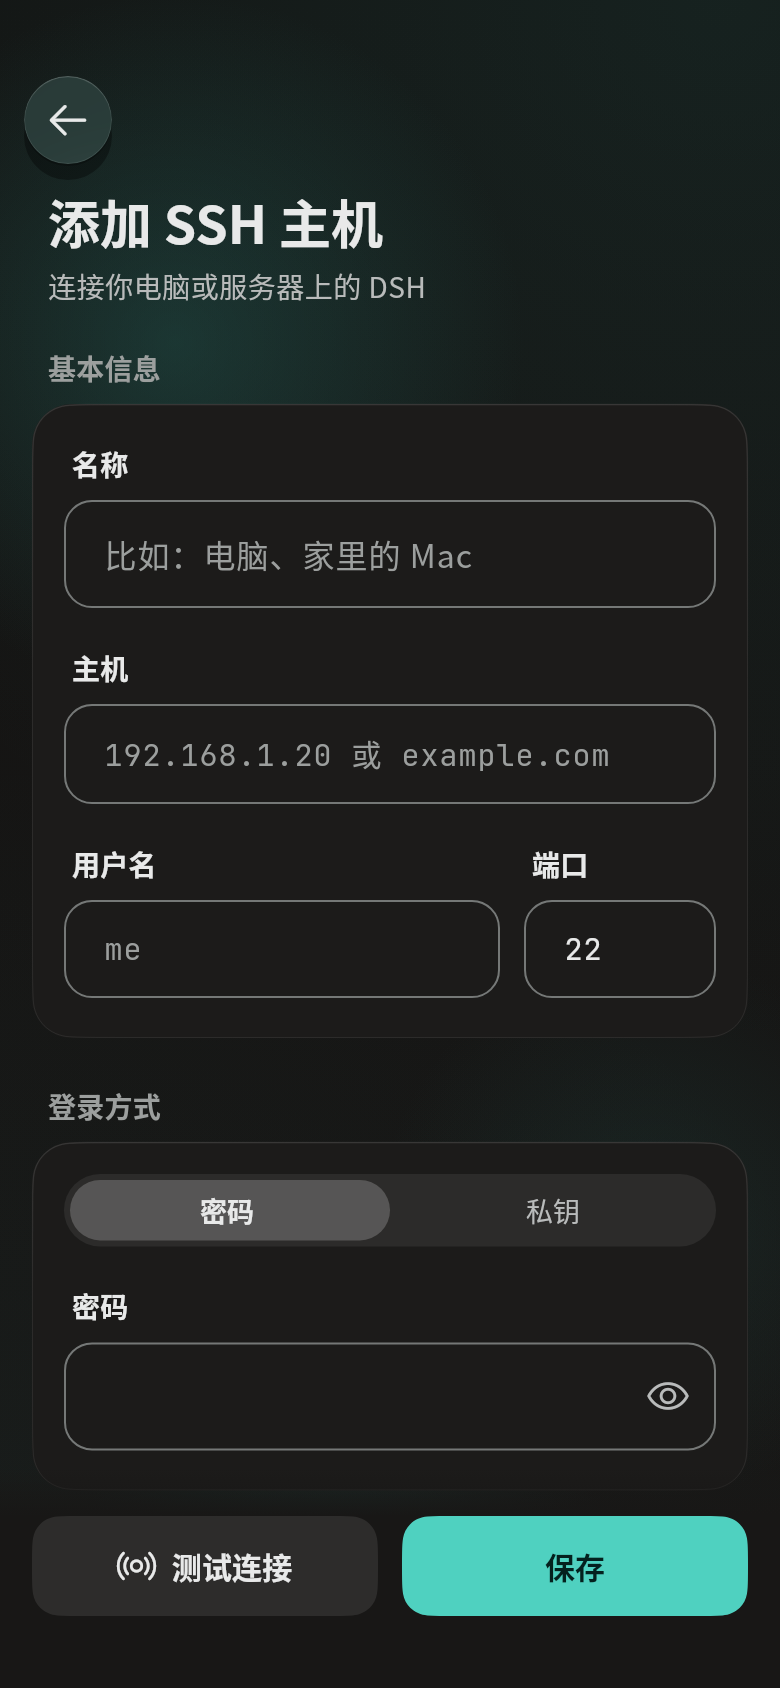 添加 SSH 主机
连接你电脑或服务器上的 DSH
基本信息
名称
比如：电脑、家里的 Mac
主机
192.168.1.20 或 example.com
用户名
端口
me
22
登录方式
密码
私钥
密码
测试连接
保存